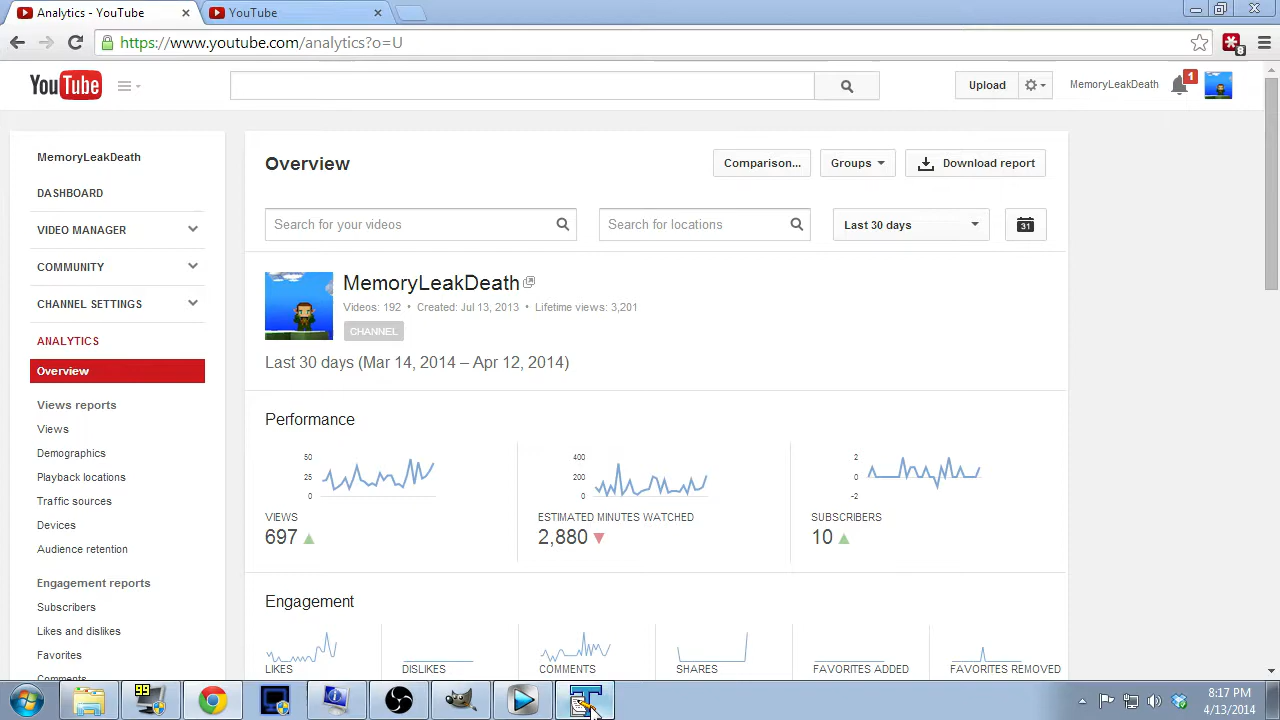 Analytics - YouTube
YouTube
https://www.youtube.com/analytics?o=U
8
YouTube
Upload
MemoryLeakDeath
1
MemoryLeakDeath
DASHBOARD
VIDEO MANAGER
COMMUNITY
CHANNEL SETTINGS
ANALYTICS
Overview
Views reports
Views
Demographics
Playback locations
Traffic sources
Devices
Audience retention
Engagement reports
Subscribers
Likes and dislikes
Favorites
Comments
Overview
Comparison...
Groups
Download report
Search for your videos
Search for locations
Last 30 days
31
MemoryLeakDeath
Videos: 192 • Created: Jul 13, 2013 • Lifetime views: 3,201
CHANNEL
Last 30 days (Mar 14, 2014 – Apr 12, 2014)
Performance
50
25
0
VIEWS
697
400
200
0
ESTIMATED MINUTES WATCHED
2,880
2
0
-2
SUBSCRIBERS
10
Engagement
LIKES
DISLIKES
COMMENTS
SHARES
FAVORITES ADDED
FAVORITES REMOVED
99
8:17 PM
4/13/2014